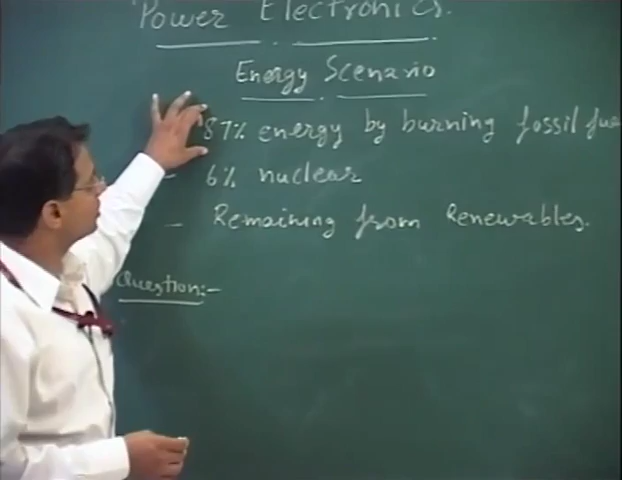 Power Electronics.
Energy Scenario
87% energy by burning fossil fue
- 6% nuclear
- Remaining from Renewables.
Question:-